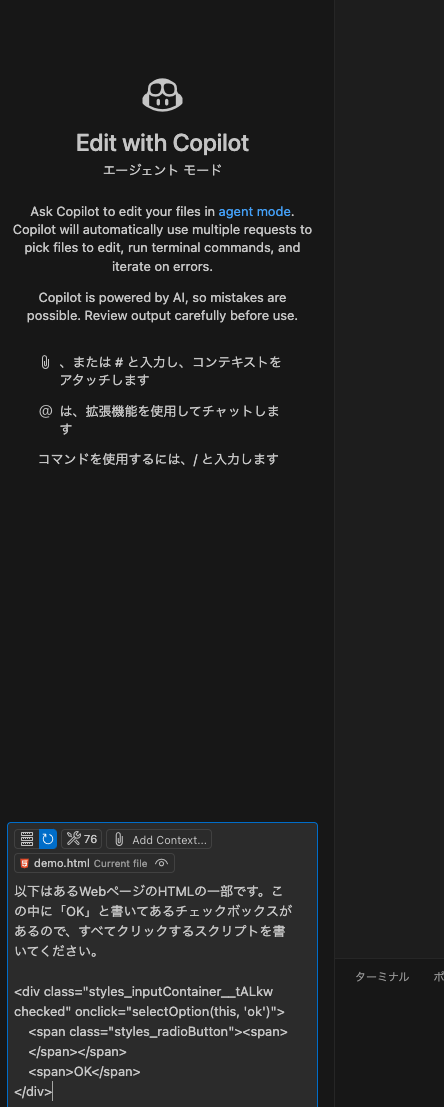 Edit with Copilot
エージェント モード
Ask Copilot to edit your files in agent mode.
Copilot will automatically use multiple requests to
pick files to edit, run terminal commands, and
iterate on errors.
Copilot is powered by AI, so mistakes are
possible. Review output carefully before use.
、または # と入力し、コンテキストを
アタッチします
@ は、拡張機能を使用してチャットしま
す
コマンドを使用するには、/ と入力します
76 Add Context...
demo.html Current file
以下はあるWebページのHTMLの一部です。こ
の中に「OK」と書いてあるチェックボックスが
あるので、すべてクリックするスクリプトを書
いてください。
<div class="styles_inputContainer__tALkw
checked" onclick="selectOption(this, 'ok')">
<span class="styles_radioButton"><span>
</span></span>
<span>OK</span>
</div>
ターミナル ポ